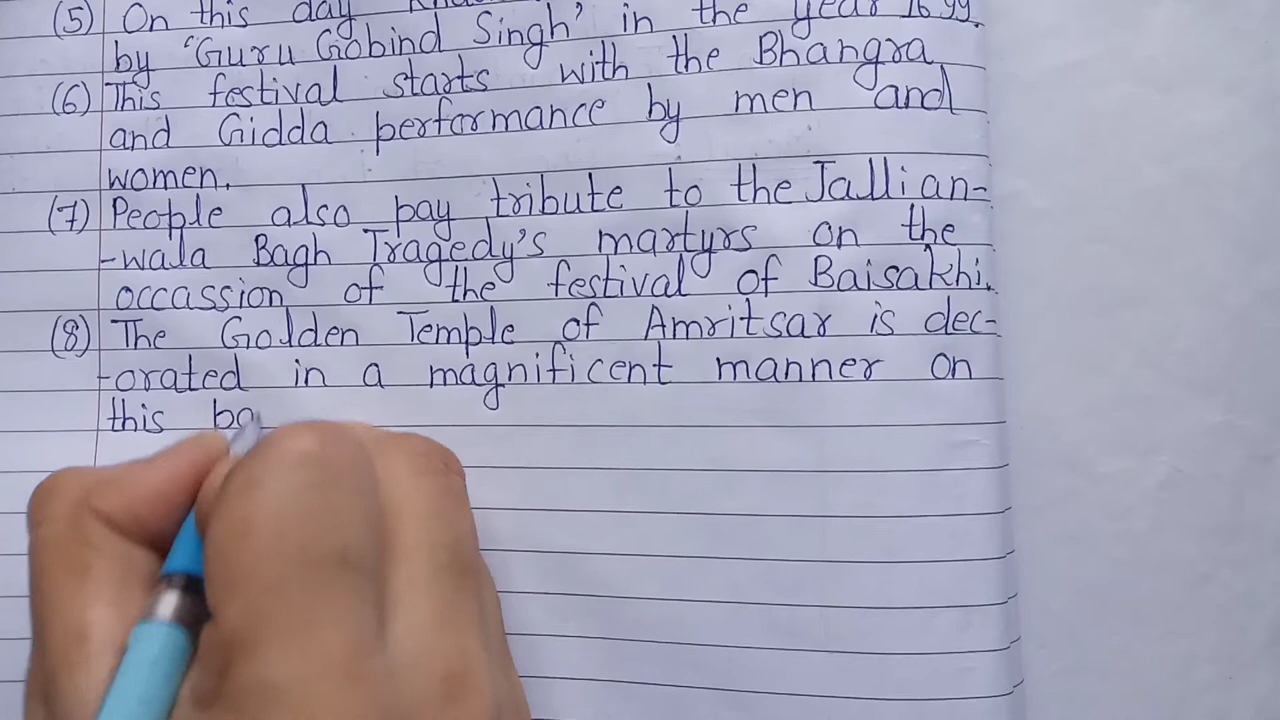 (5) On this day
by "Guru Gobind Singh' in the year 1699.
(6) This festival starts with the Bhangra
and Gidda performance by men and
women.
(7) People also pay tribute to the Jallian-
-wala Bagh Tragedy's martyrs on the
occassion of the festival of Baisakhi.
(8) The Golden Temple of Amritsar is dec-
-orated in a magnificent manner on
this